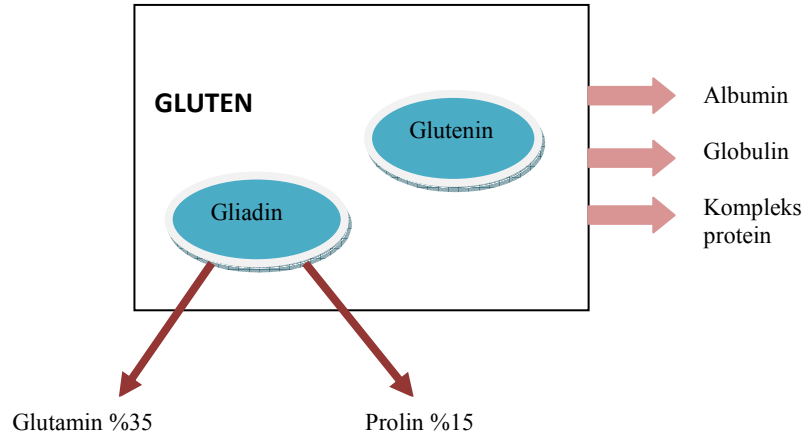 GLUTEN
Glutenin
Gliadin
Albumin
Globulin
Kompleks
protein
Glutamin %35
Prolin %15